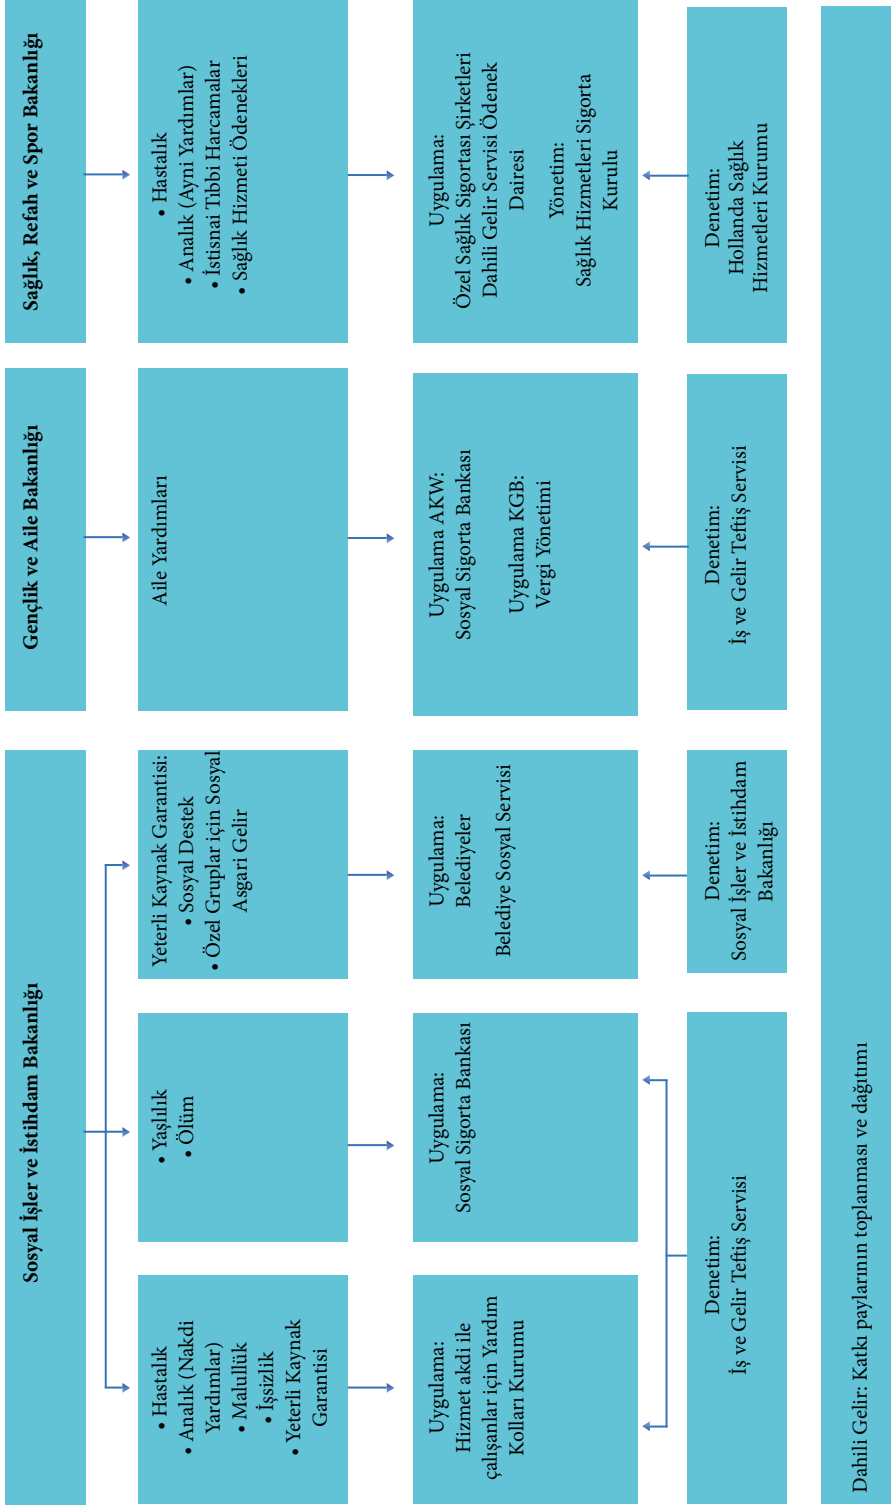 Sosyal İşler ve İstihdam Bakanlığı
Gençlik ve Aile Bakanlığı
Sağlık, Refah ve Spor Bakanlığı
• Hastalık
• Analık (Nakdi
Yardımlar)
• Malullük
• İşsizlik
• Yeterli Kaynak
Garantisi
• Yaşlılık
• Ölüm
Yeterli Kaynak Garantisi:
• Sosyal Destek
• Özel Gruplar için Sosyal
Asgari Gelir
Aile Yardımları
• Hastalık
• Analık (Ayni Yardımlar)
• İstisnai Tıbbi Harcamalar
• Sağlık Hizmeti Ödenekleri
Uygulama:
Hizmet akdi ile
çalışanlar için Yardım
Kolları Kurumu
Uygulama:
Sosyal Sigorta Bankası
Uygulama:
Belediyeler
Belediye Sosyal Servisi
Uygulama AKW:
Sosyal Sigorta Bankası
Uygulama KGB:
Vergi Yönetimi
Uygulama:
Özel Sağlık Sigortası Şirketleri
Dahili Gelir Servisi Ödenek
Dairesi
Yönetim:
Sağlık Hizmetleri Sigorta
Kurulu
Denetim:
İş ve Gelir Teftiş Servisi
Denetim:
Sosyal İşler ve İstihdam
Bakanlığı
Denetim:
İş ve Gelir Teftiş Servisi
Denetim:
Hollanda Sağlık
Hizmetleri Kurumu
Dahili Gelir: Katkı paylarının toplanması ve dağıtımı